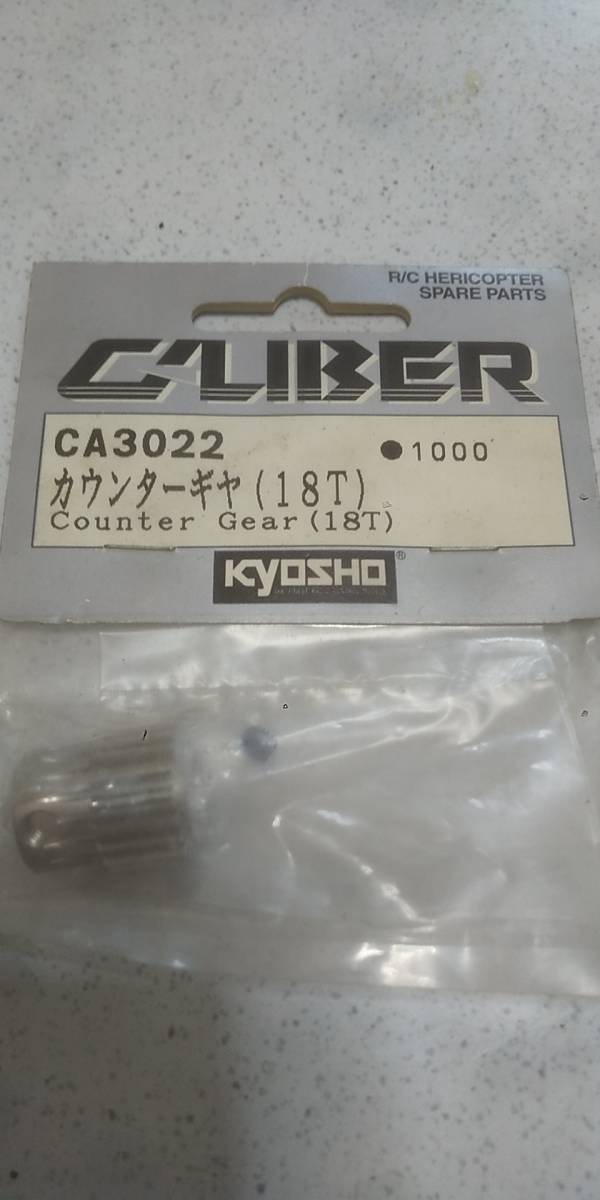 R/C HERICOPTER
SPARE PARTS
CALIBER
CA3022 ●1000
カウンターギヤ(18T)
Counter Gear(18T)
KYOSHO®